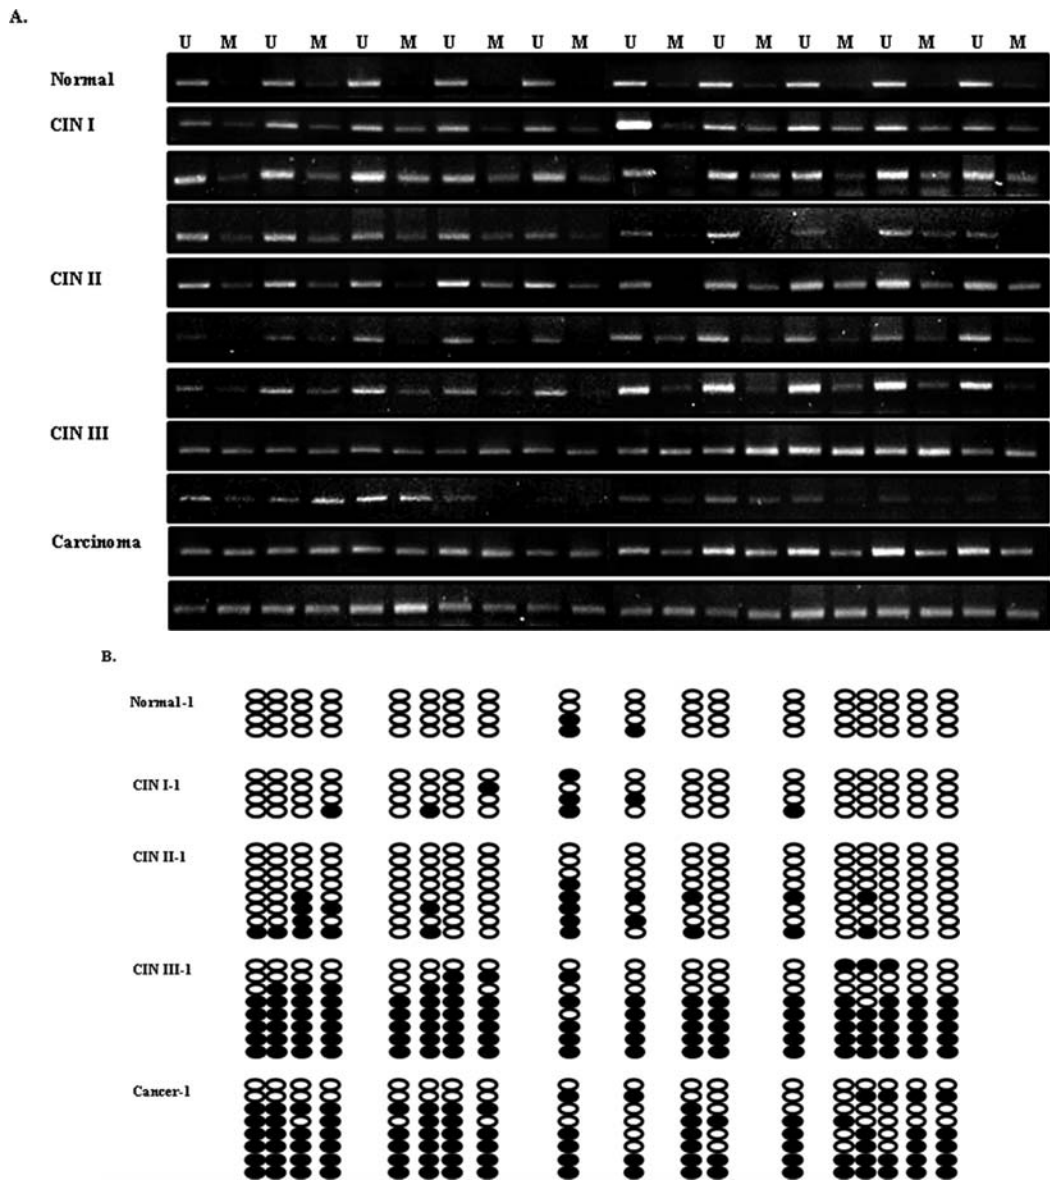 A.
U M U M U M U M U M U M U M U M U M U M
Normal
CIN I
CIN II
CIN III
Carcinoma
B.
Normal-1
CIN I-1
CIN II-1
CIN III-1
Cancer-1